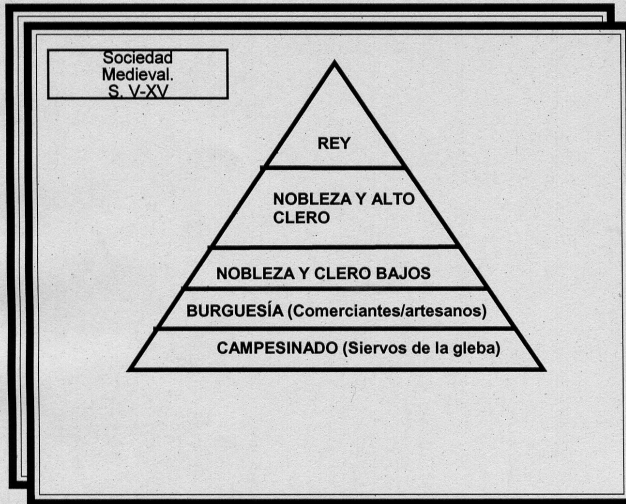 Sociedad
Medieval.
S. V-XV
REY
NOBLEZA Y ALTO
CLERO
NOBLEZA Y CLERO BAJOS
BURGUESÍA (Comerciantes/artesanos)
CAMPESINADO (Siervos de la gleba)